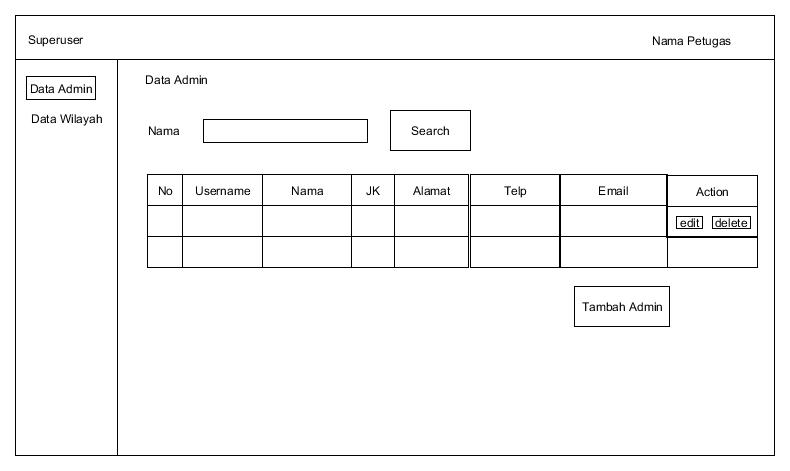 Superuser
Nama Petugas
Data Admin
Data Wilayah
Data Admin
Nama
Search
No Username Nama JK Alamat Telp Email Action
edit delete
Tambah Admin